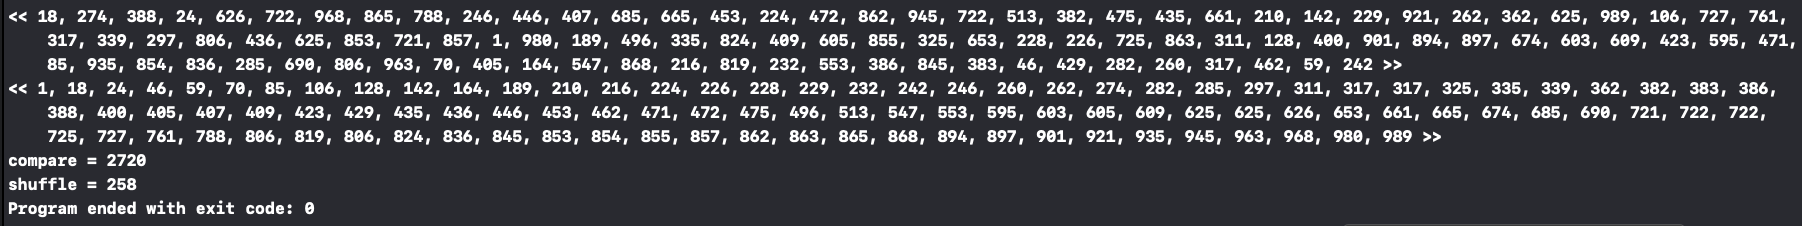 << 18, 274, 388, 24, 626, 722, 968, 865, 788, 246, 446, 407, 685, 665, 453, 224, 472, 862, 945, 722, 513, 382, 475, 435, 661, 210, 142, 229, 921, 262, 362, 625, 989, 106, 727, 761,
317, 339, 297, 806, 436, 625, 853, 721, 857, 1, 980, 189, 496, 335, 824, 409, 605, 855, 325, 653, 228, 226, 725, 863, 311, 128, 400, 901, 894, 897, 674, 603, 609, 423, 595, 471,
85, 935, 854, 836, 285, 690, 806, 963, 70, 405, 164, 547, 868, 216, 819, 232, 553, 386, 845, 383, 46, 429, 282, 260, 317, 462, 59, 242 >>
<< 1, 18, 24, 46, 59, 70, 85, 106, 128, 142, 164, 189, 210, 216, 224, 226, 228, 229, 232, 242, 246, 260, 262, 274, 282, 285, 297, 311, 317, 317, 325, 335, 339, 362, 382, 383, 386,
388, 400, 405, 407, 409, 423, 429, 435, 436, 446, 453, 462, 471, 472, 475, 496, 513, 547, 553, 595, 603, 605, 609, 625, 625, 626, 653, 661, 665, 674, 685, 690, 721, 722, 722,
725, 727, 761, 788, 806, 819, 806, 824, 836, 845, 853, 854, 855, 857, 862, 863, 865, 868, 894, 897, 901, 921, 935, 945, 963, 968, 980, 989 >>
compare = 2720
shuffle = 258
Program ended with exit code: 0